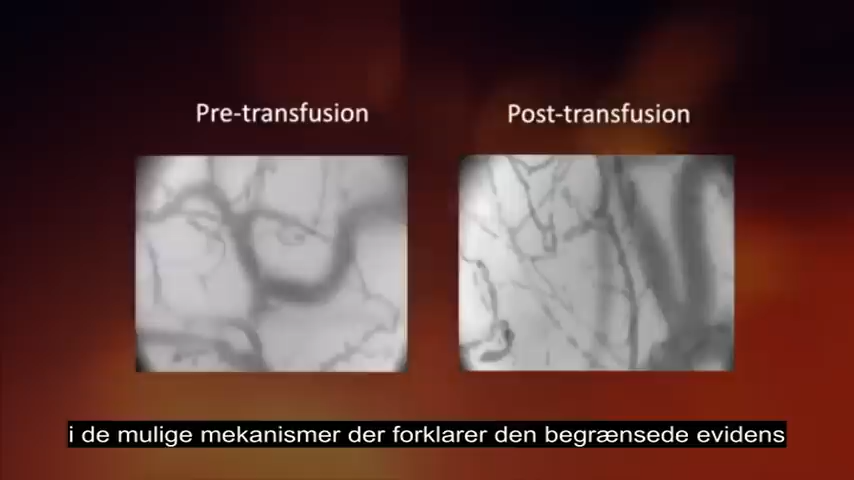 Pre-transfusion
Post-transfusion
i de mulige mekanismer der forklarer den begrænsede evidens